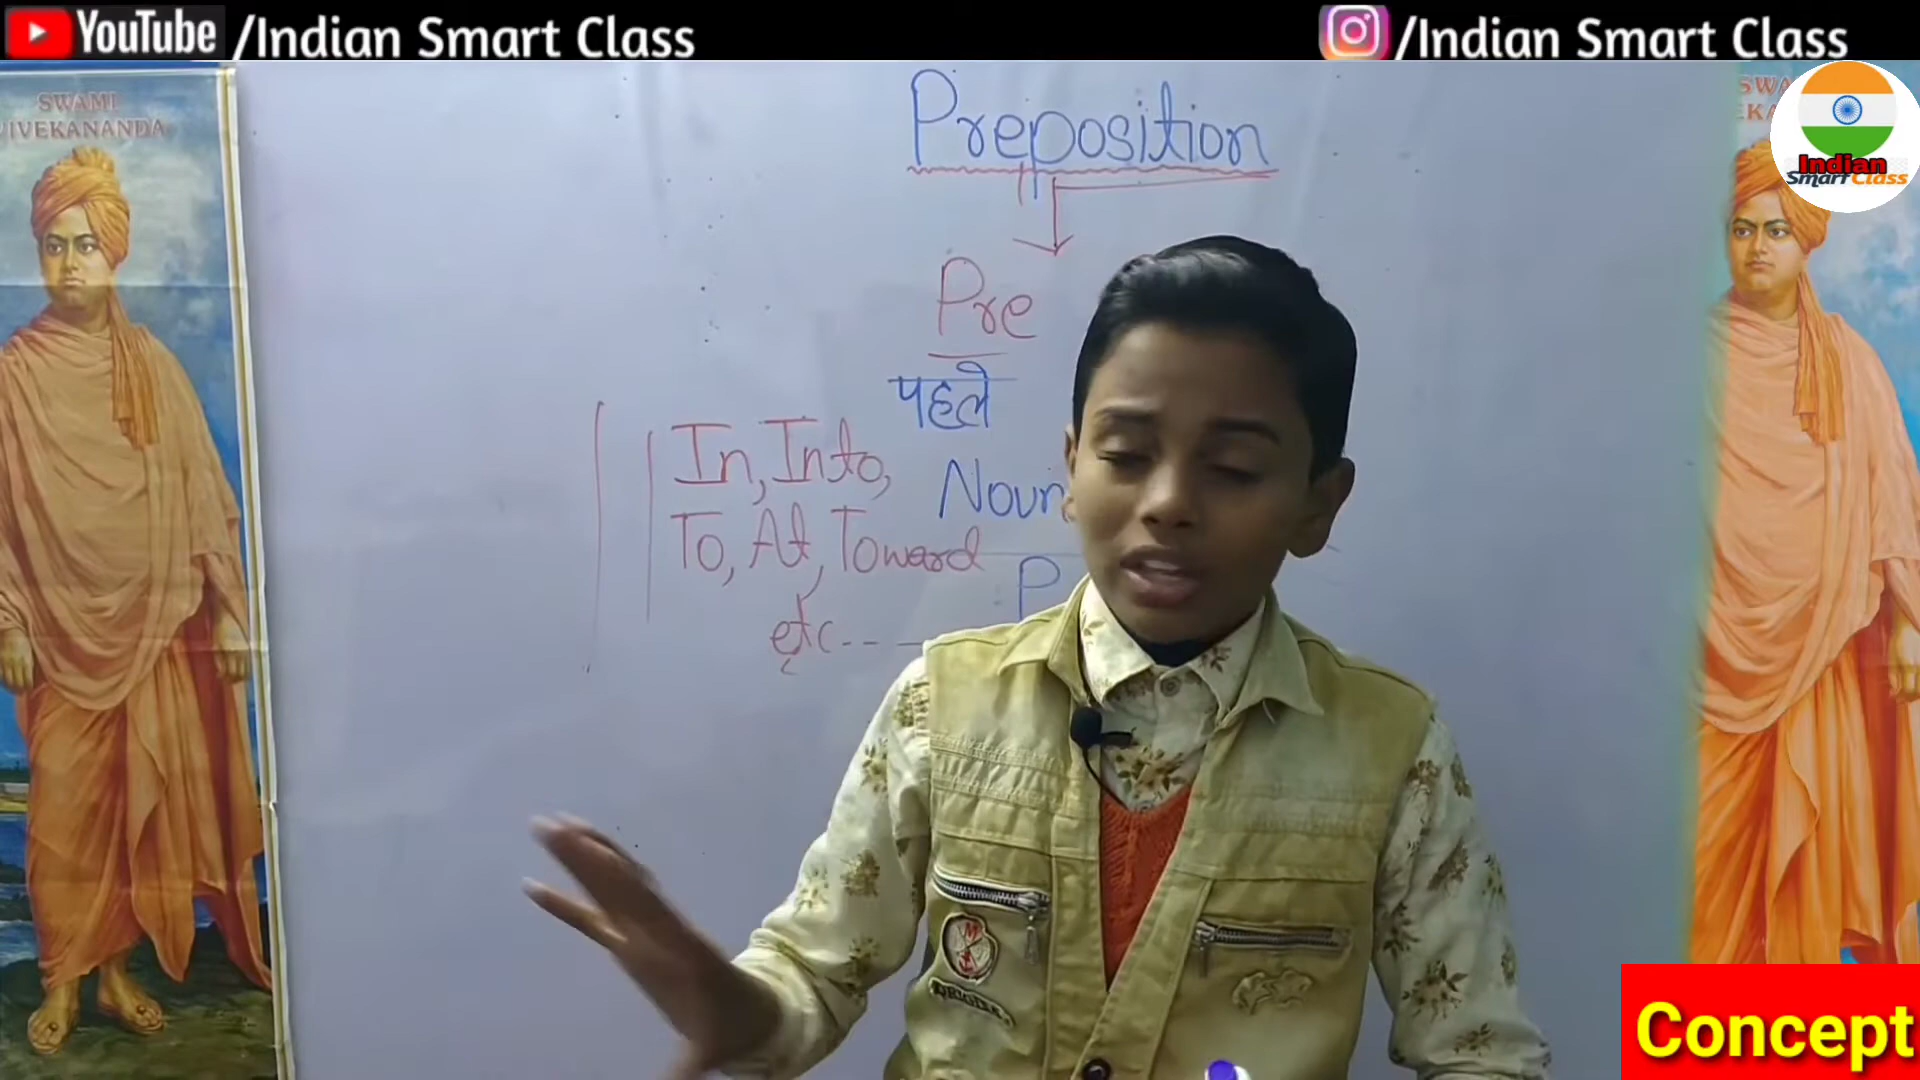 YouTube /Indian Smart Class
/Indian Smart Class
SWAMI
VIVEKANANDA
Indian
Smart Class
Preposition
Pre
पहले
In, Into,
Noun
To, At, Toward
P
etc--
Concept